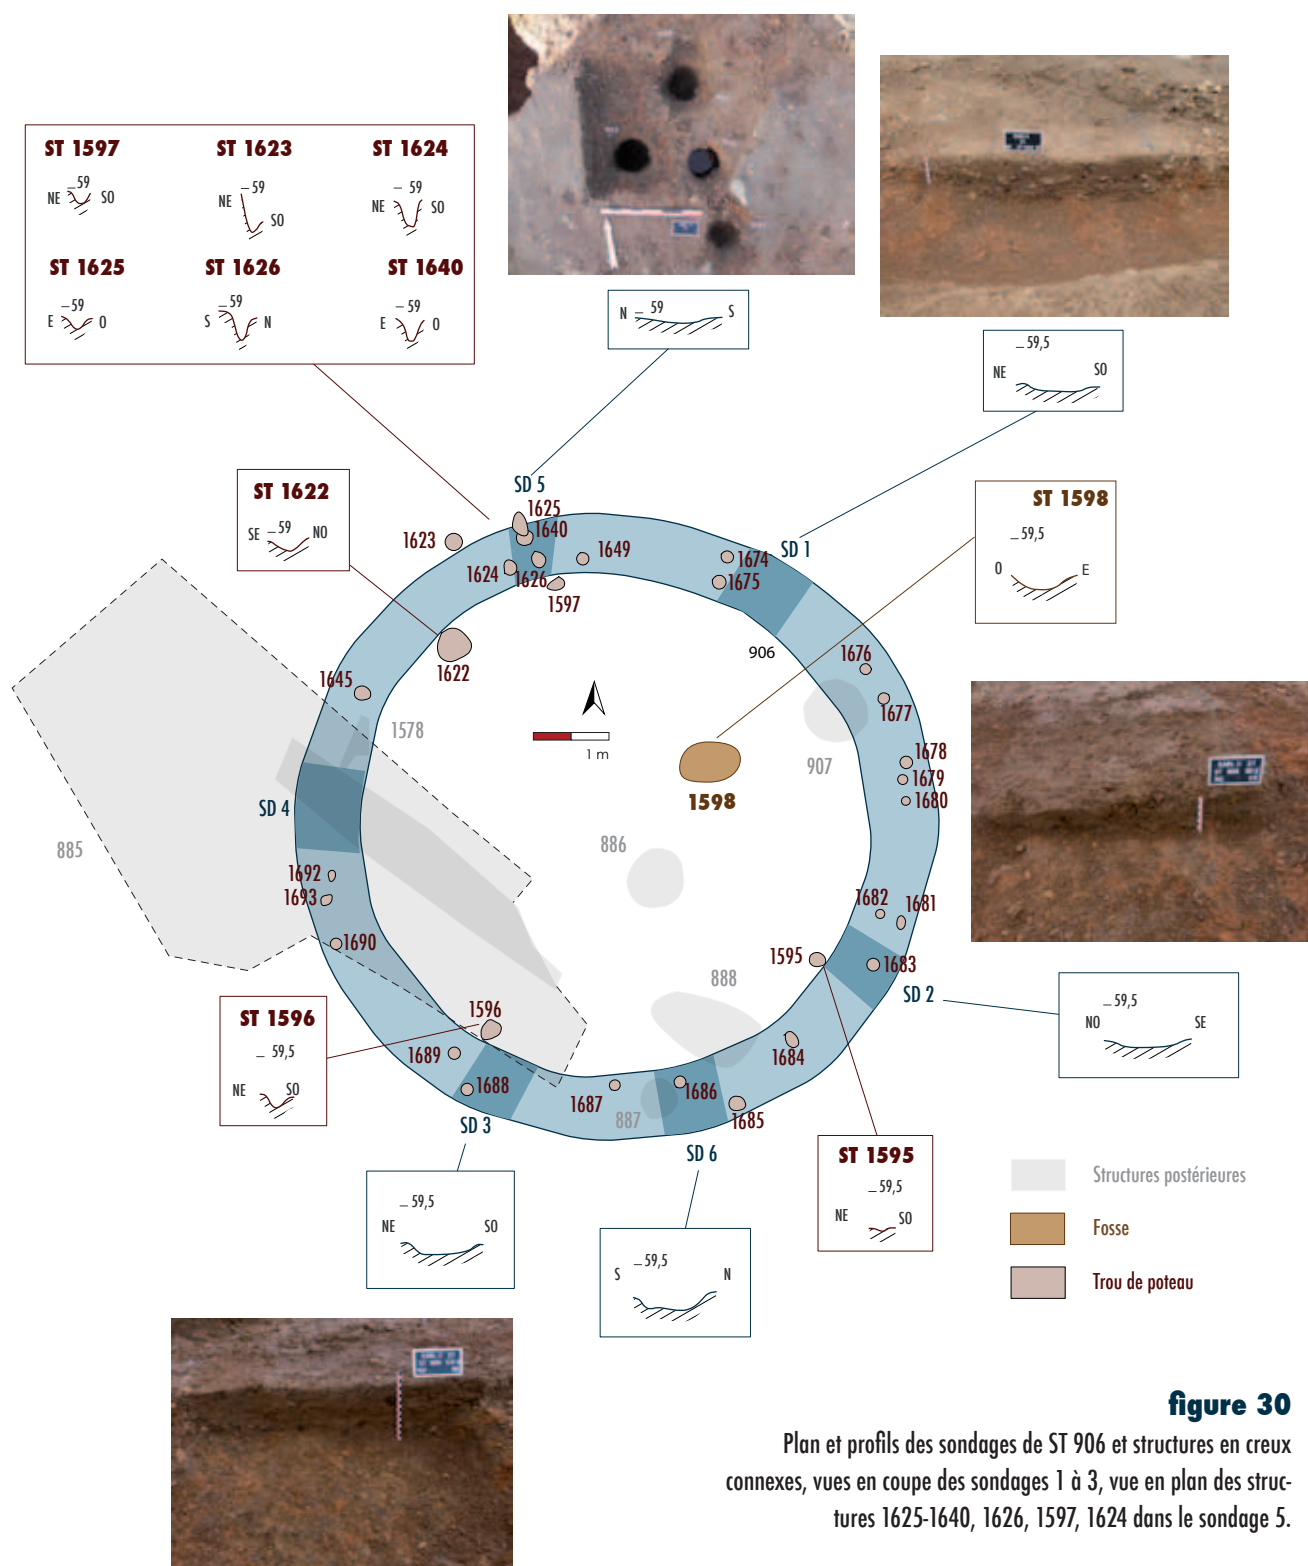 ST 1597
ST 1623
ST 1624
NE
– 59
SO
NE
– 59
SO
NE
– 59
SO
ST 1625
ST 1626
ST 1640
E
– 59
O
S
– 59
N
E
– 59
O
N
– 59
S
– 59,5
NE
SO
ST 1622
SE
– 59
NO
ST 1598
– 59,5
O
E
SD 5
1625
1640
1623
1649
1624
1626
1597
1674
1675
SD 1
906
1676
1622
1645
1677
1578
1 m
907
1678
1679
1680
1598
SD 4
885
886
1692
1693
1682
1681
1690
1595
1683
888
SD 2
1596
1684
1689
1688
1687
1686
887
1685
SD 3
SD 6
ST 1596
– 59,5
NE
SO
– 59,5
NO
SE
ST 1595
– 59,5
NE
SO
– 59,5
NE
SO
– 59,5
S
N
Structures postérieures
Fosse
Trou de poteau
figure 30
Plan et profils des sondages de ST 906 et structures en creux
connexes, vues en coupe des sondages 1 à 3, vue en plan des struc-
tures 1625-1640, 1626, 1597, 1624 dans le sondage 5.